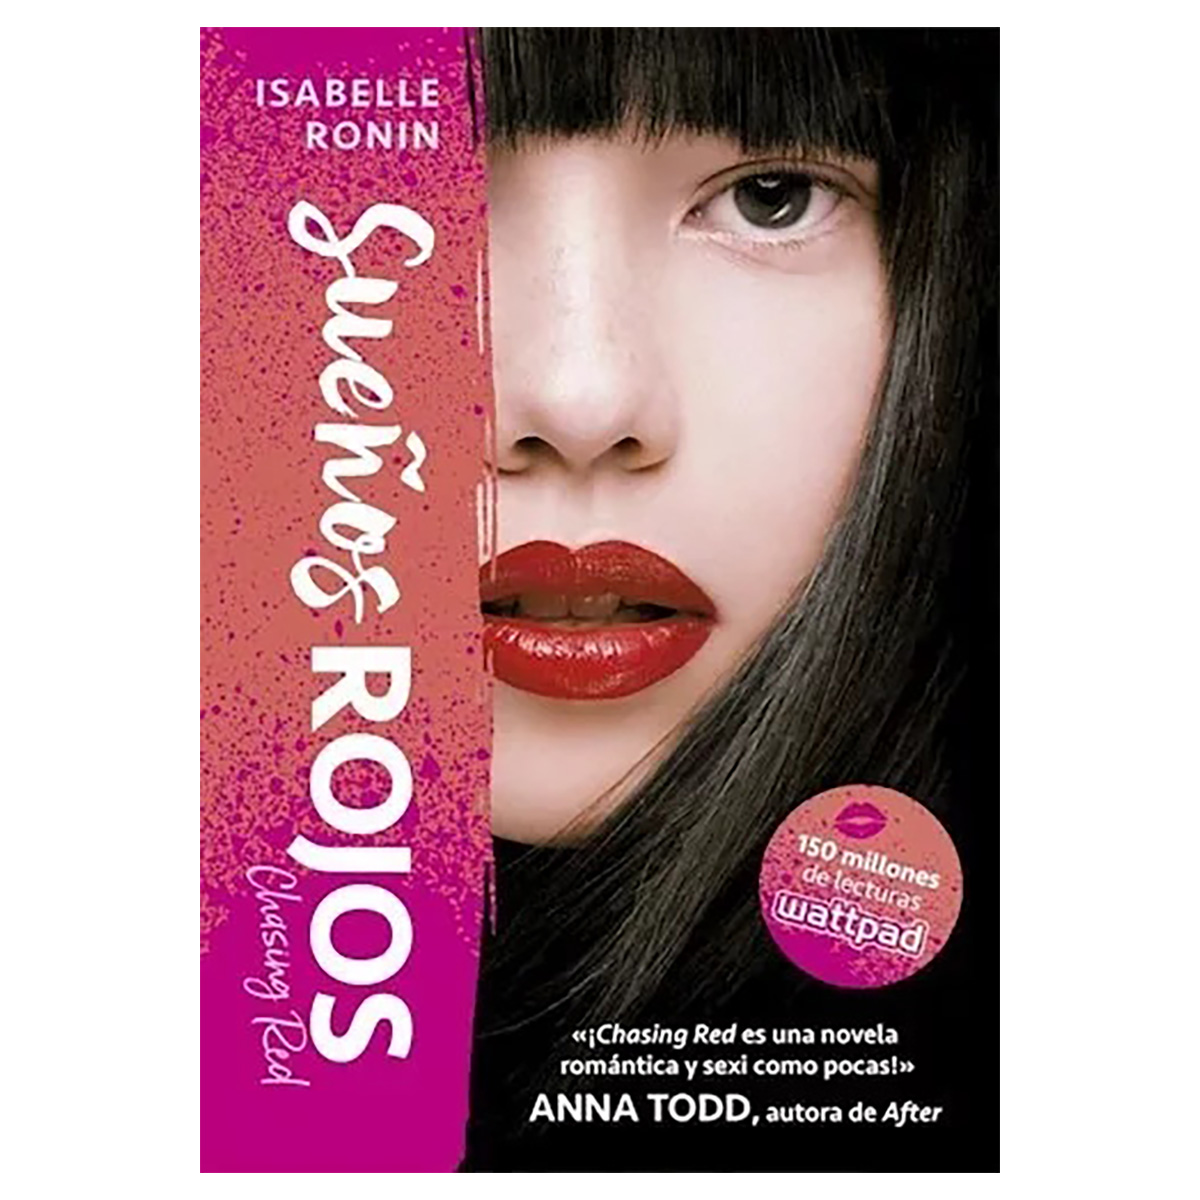 ISABELLE
RONIN
Sueños ROJOS
Chasing Red
150 millones
de lecturas
wattpad
«¡Chasing Red es una novela
romántica y sexi como pocas!»
ANNA TODD, autora de After